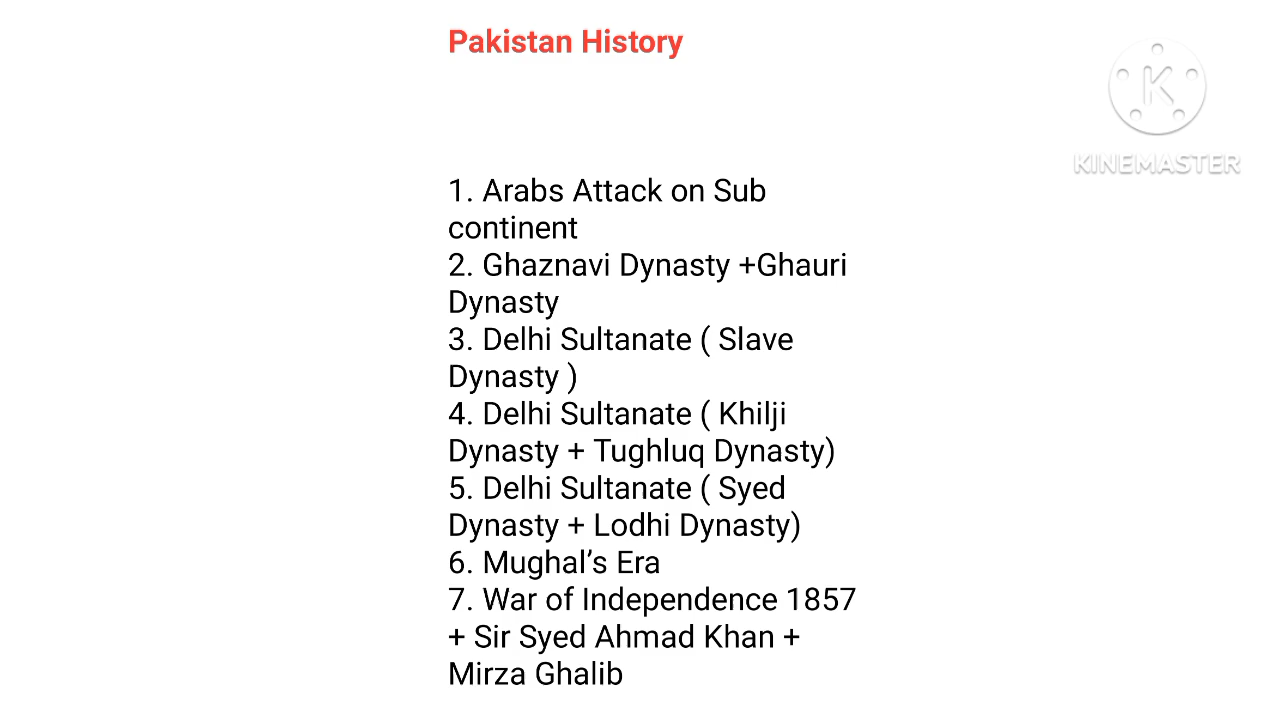 Pakistan History
K
KINEMASTER
1. Arabs Attack on Sub
continent
2. Ghaznavi Dynasty +Ghauri
Dynasty
3. Delhi Sultanate ( Slave
Dynasty )
4. Delhi Sultanate ( Khilji
Dynasty + Tughluq Dynasty)
5. Delhi Sultanate ( Syed
Dynasty + Lodhi Dynasty)
6. Mughal’s Era
7. War of Independence 1857
+ Sir Syed Ahmad Khan +
Mirza Ghalib